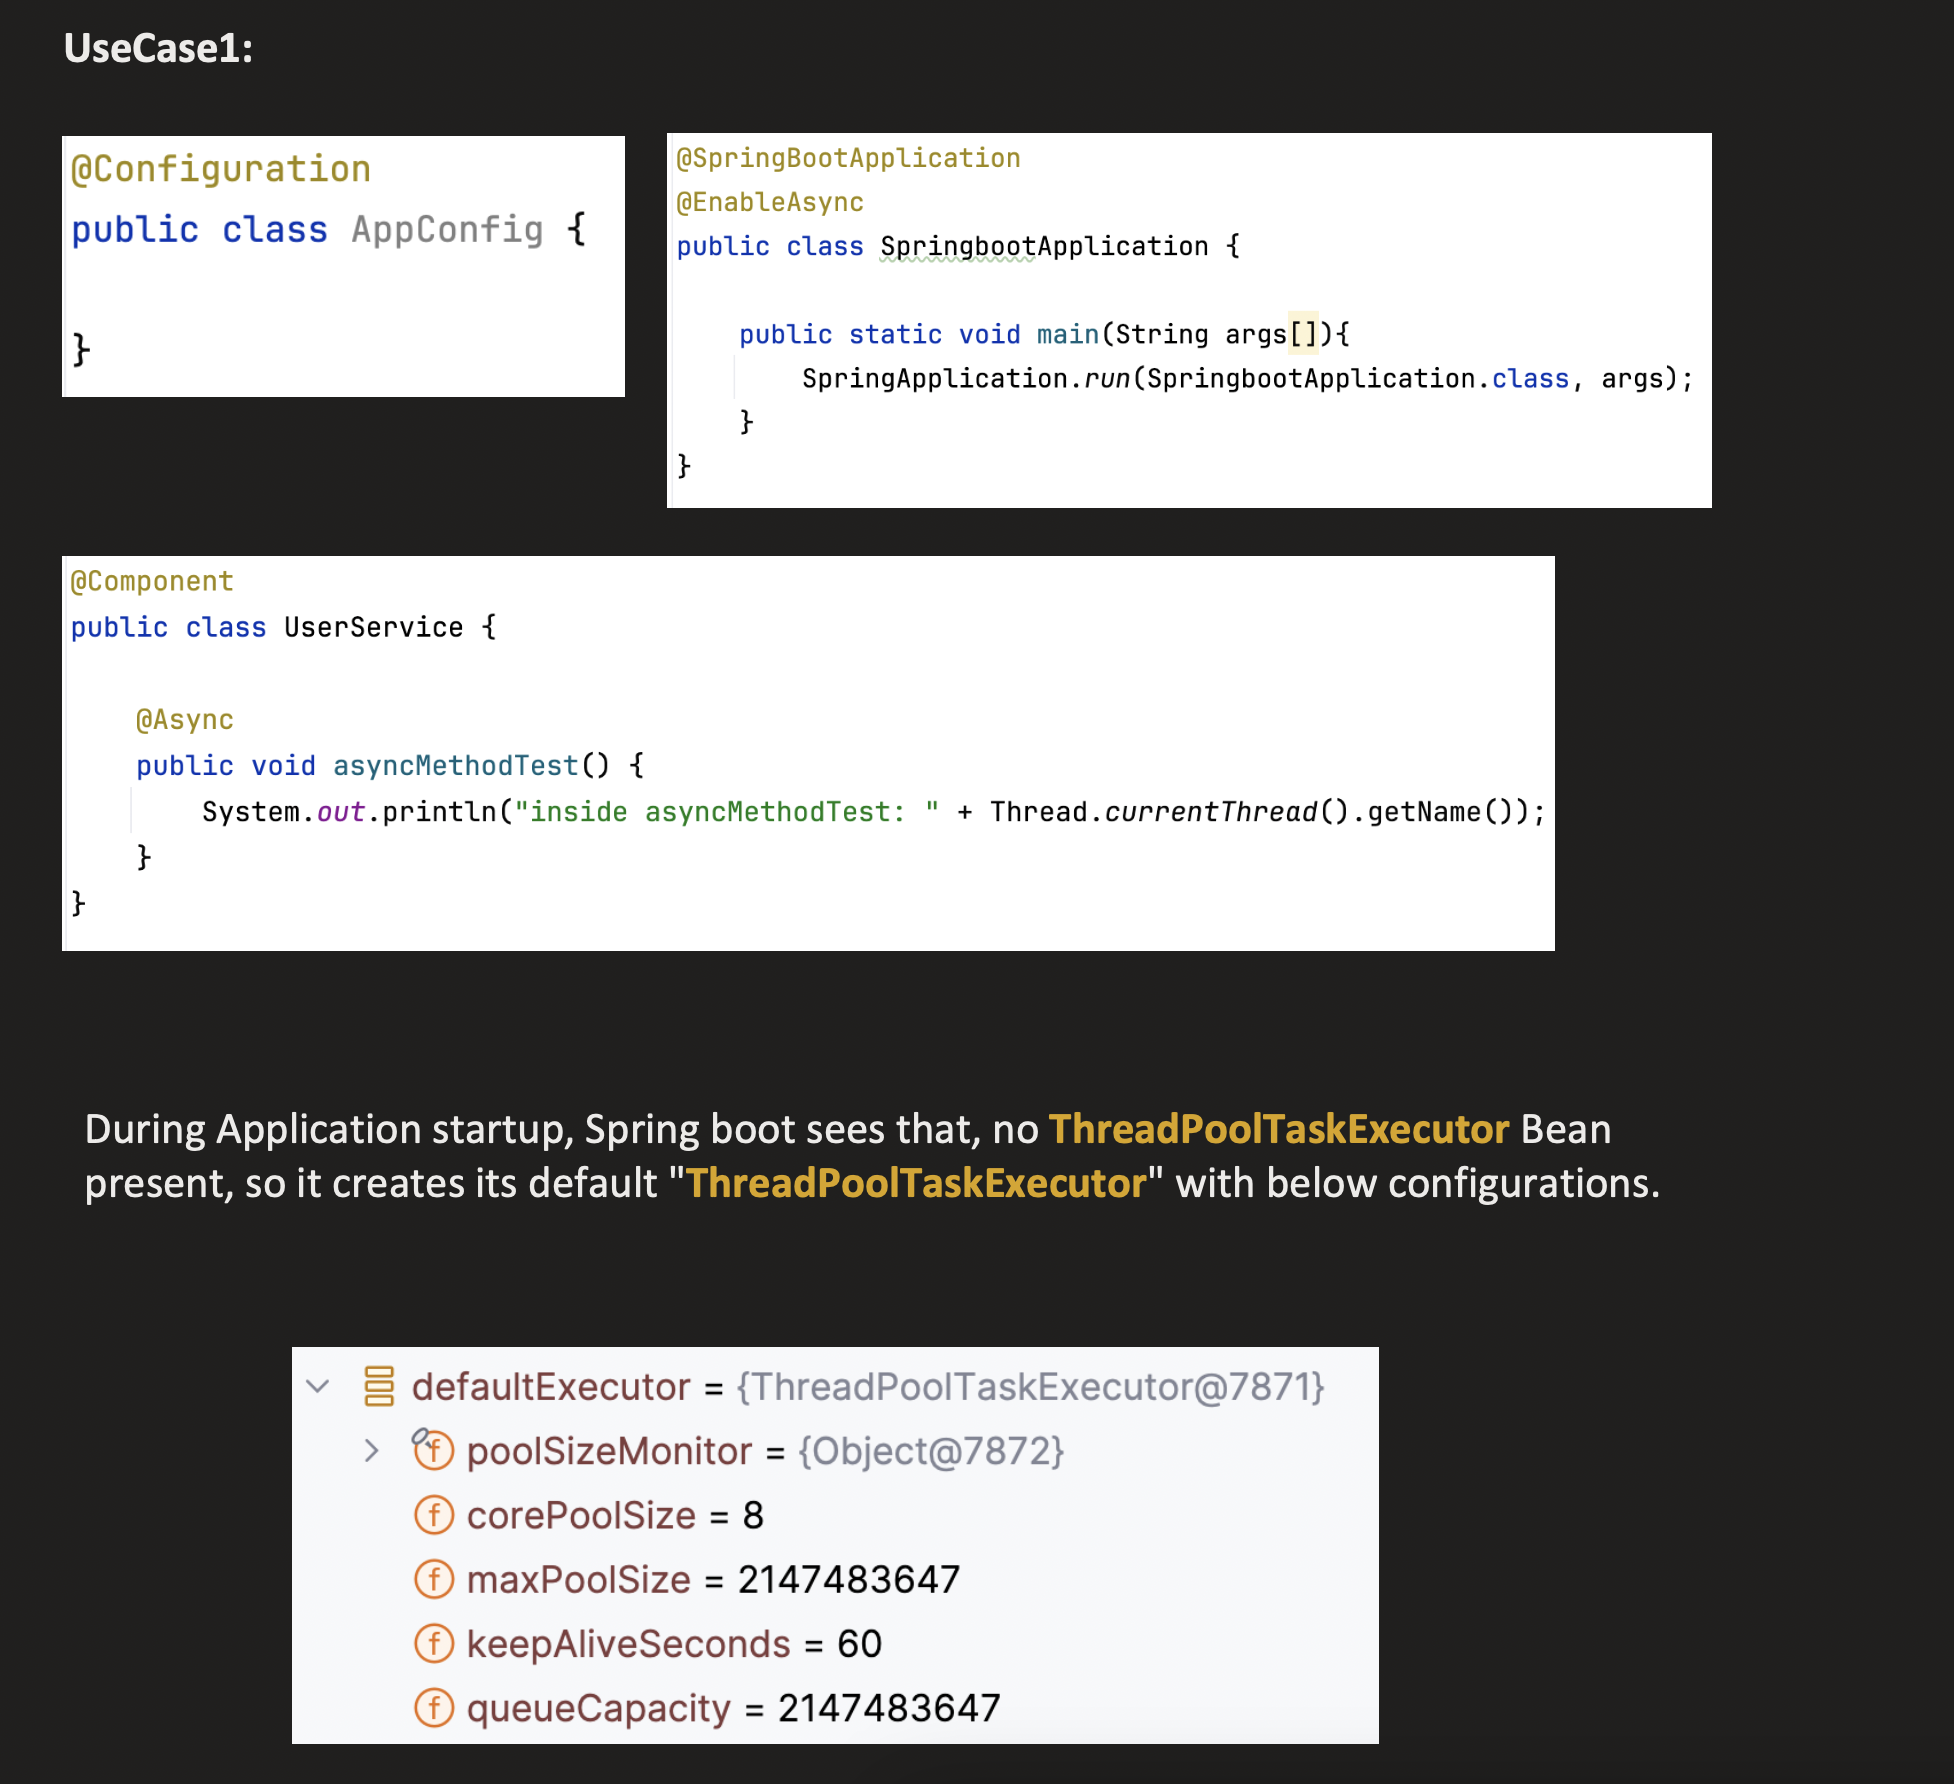 UseCase1:
@Configuration
public class AppConfig {
}
@SpringBootApplication
@EnableAsync
public class SpringbootApplication {
public static void main(String args[]){
SpringApplication.run(SpringbootApplication.class, args);
}
}
@Component
public class UserService {
@Async
public void asyncMethodTest() {
System.out.println("inside asyncMethodTest: " + Thread.currentThread().getName());
}
}
During Application startup, Spring boot sees that, no ThreadPoolTaskExecutor Bean
present, so it creates its default "ThreadPoolTaskExecutor" with below configurations.
defaultExecutor = {ThreadPoolTaskExecutor@7871}
f poolSizeMonitor = {Object@7872}
f corePoolSize = 8
f maxPoolSize = 2147483647
f keepAliveSeconds = 60
f queueCapacity = 2147483647